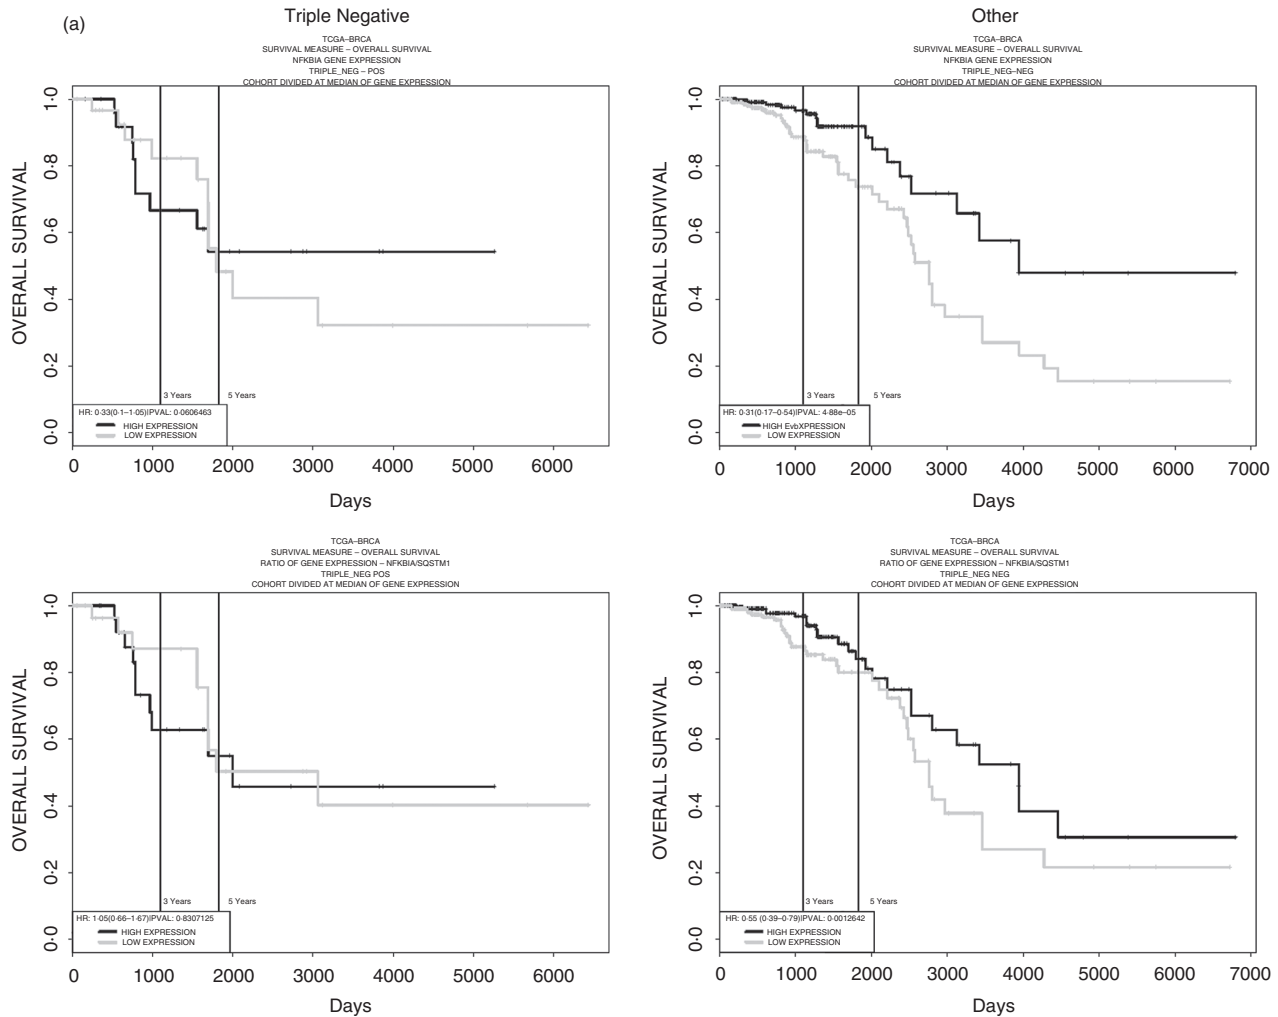 (a)
Triple Negative
TCGA–BRCA
SURVIVAL MEASURE – OVERALL SURVIVAL
NFKBIA GENE EXPRESSION
TRIPLE_NEG – POS
COHORT DIVIDED AT MEDIAN OF GENE EXPRESSION
OVERALL SURVIVAL
1·0
0·8
0·6
0·4
0·2
0·0
3 Years
5 Years
HR: 0·33(0·1–1·05)IPVAL: 0·0606463
HIGH EXPRESSION
LOW EXPRESSION
0 1000 2000 3000 4000 5000 6000
Days
Other
TCGA–BRCA
SURVIVAL MEASURE – OVERALL SURVIVAL
NFKBIA GENE EXPRESSION
TRIPLE_NEG–NEG
COHORT DIVIDED AT MEDIAN OF GENE EXPRESSION
OVERALL SURVIVAL
1·0
0·8
0·6
0·4
0·2
0·0
3 Years
5 Years
HR: 0·31(0·17–0·54)IPVAL: 4·88e–05
HIGH EvbXPRESSION
LOW EXPRESSION
0 1000 2000 3000 4000 5000 6000 7000
Days
TCGA–BRCA
SURVIVAL MEASURE – OVERALL SURVIVAL
RATIO OF GENE EXPRESSION – NFKBIA/SQSTM1
TRIPLE_NEG POS
COHORT DIVIDED AT MEDIAN OF GENE EXPRESSION
OVERALL SURVIVAL
1·0
0·8
0·6
0·4
0·2
0·0
3 Years
5 Years
HR: 1·05(0·66–1·67)IPVAL: 0·8307125
HIGH EXPRESSION
LOW EXPRESSION
0 1000 2000 3000 4000 5000 6000
Days
TCGA–BRCA
SURVIVAL MEASURE – OVERALL SURVIVAL
RATIO OF GENE EXPRESSION – NFKBIA/SQSTM1
TRIPLE_NEG NEG
COHORT DIVIDED AT MEDIAN OF GENE EXPRESSION
OVERALL SURVIVAL
1·0
0·8
0·6
0·4
0·2
0·0
3 Years
5 Years
HR: 0·55 (0·39–0·79)IPVAL: 0·0012642
HIGH EXPRESSION
LOW EXPRESSION
0 1000 2000 3000 4000 5000 6000 7000
Days